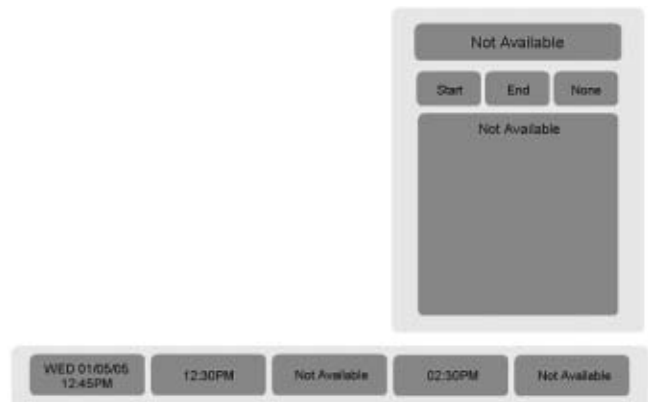 Not Available
Start End None
Not Available
WED 01/05/05
12:45PM
12:30PM
Not Available
02:30PM
Not Available